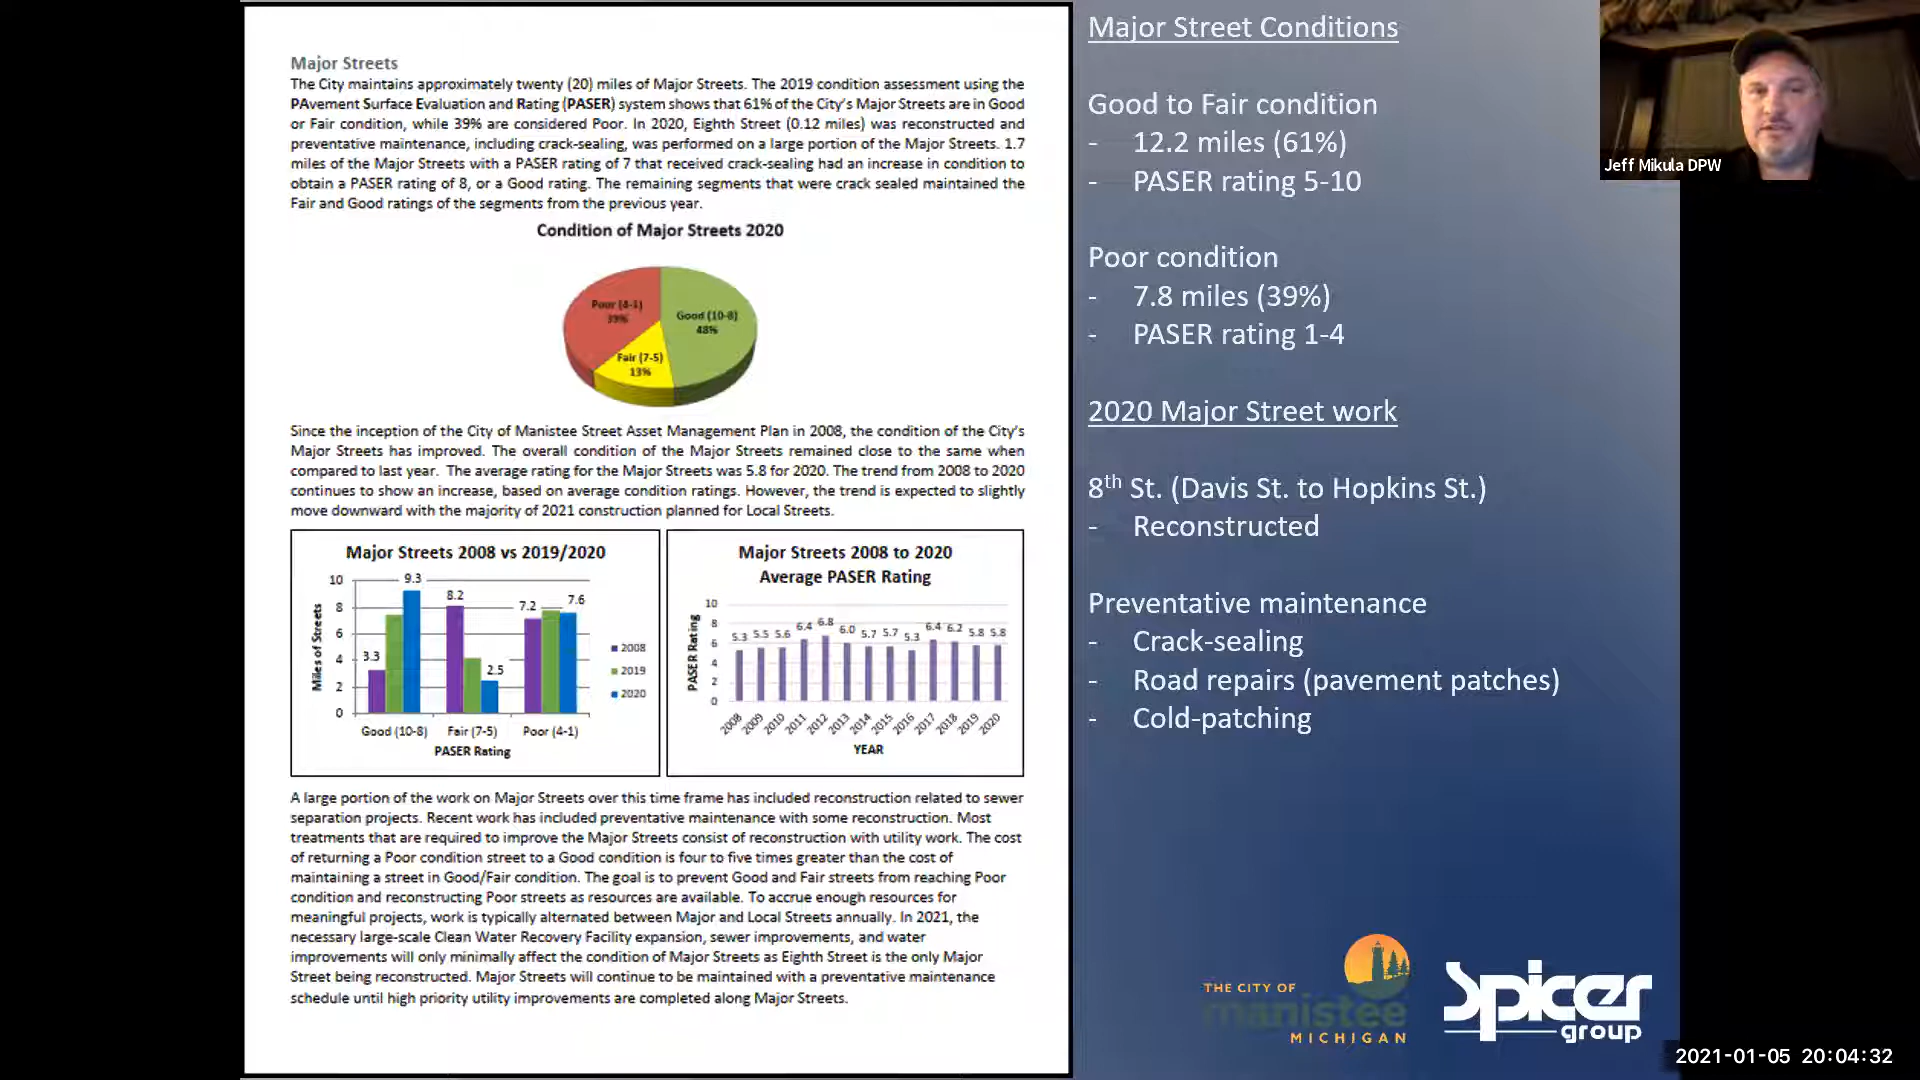 Major Streets
The City maintains approximately twenty (20) miles of Major Streets. The 2019 condition assessment using the
PAvement Surface Evaluation and Rating (PASER) system shows that 61% of the City's Major Streets are in Good
or Fair condition, while 39% are considered Poor. In 2020, Eighth Street (0.12 miles) was reconstructed and
preventative maintenance, including crack-sealing, was performed on a large portion of the Major Streets. 1.7
miles of the Major Streets with a PASER rating of 7 that received crack-sealing had an increase in condition to
obtain a PASER rating of 8, or a Good rating. The remaining segments that were crack sealed maintained the
Fair and Good ratings of the segments from the previous year.
Condition of Major Streets 2020
Poor (4-1)
39%
Good (10-8)
48%
Fair (7-5)
13%
Since the inception of the City of Manistee Street Asset Management Plan in 2008, the condition of the City's
Major Streets has improved. The overall condition of the Major Streets remained close to the same when
compared to last year. The average rating for the Major Streets was 5.8 for 2020. The trend from 2008 to 2020
continues to show an increase, based on average condition ratings. However, the trend is expected to slightly
move downward with the majority of 2021 construction planned for Local Streets.
Major Streets 2008 vs 2019/2020
Miles of Streets
10
8
6
4
2
0
3.3
9.3
8.2
2.5
7.2
7.6
Good (10-8)
Fair (7-5)
Poor (4-1)
PASER Rating
2008
2019
2020
Major Streets 2008 to 2020
Average PASER Rating
PASER Rating
10
8
6
4
2
0
5.3 5.5 5.6 6.4 6.8 6.0 5.7 5.7 5.3 6.4 6.2 5.8 5.8
2008 2009 2010 2011 2012 2013 2014 2015 2016 2017 2018 2019 2020
YEAR
A large portion of the work on Major Streets over this time frame has included reconstruction related to sewer
separation projects. Recent work has included preventative maintenance with some reconstruction. Most
treatments that are required to improve the Major Streets consist of reconstruction with utility work. The cost
of returning a Poor condition street to a Good condition is four to five times greater than the cost of
maintaining a street in Good/Fair condition. The goal is to prevent Good and Fair streets from reaching Poor
condition and reconstructing Poor streets as resources are available. To accrue enough resources for
meaningful projects, work is typically alternated between Major and Local Streets annually. In 2021, the
necessary large-scale Clean Water Recovery Facility expansion, sewer improvements, and water
improvements will only minimally affect the condition of Major Streets as Eighth Street is the only Major
Street being reconstructed. Major Streets will continue to be maintained with a preventative maintenance
schedule until high priority utility improvements are completed along Major Streets.
Major Street Conditions
Good to Fair condition
- 12.2 miles (61%)
- PASER rating 5-10
Poor condition
- 7.8 miles (39%)
- PASER rating 1-4
2020 Major Street work
8th St. (Davis St. to Hopkins St.)
- Reconstructed
Preventative maintenance
- Crack-sealing
- Road repairs (pavement patches)
- Cold-patching
THE CITY OF
manistee
MICHIGAN
Spicer
group
Jeff Mikula DPW
2021-01-05 20:04:32